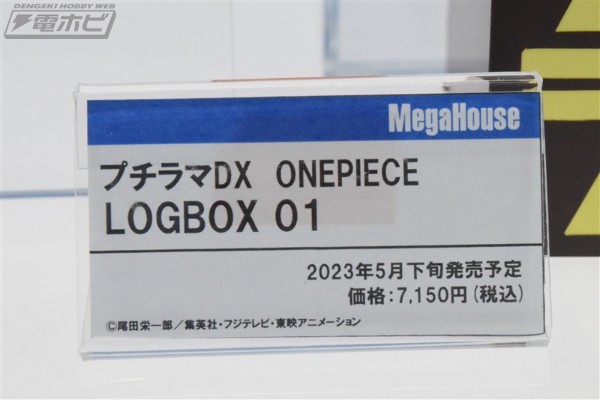 DENGEKI HOBBY WEB
電ホビ
MegaHouse
プチラマDX ONEPIECE
LOGBOX 01
2023年5月下旬発売予定
価格:7,150円(税込)
©尾田栄一郎/集英社・フジテレビ・東映アニメーション